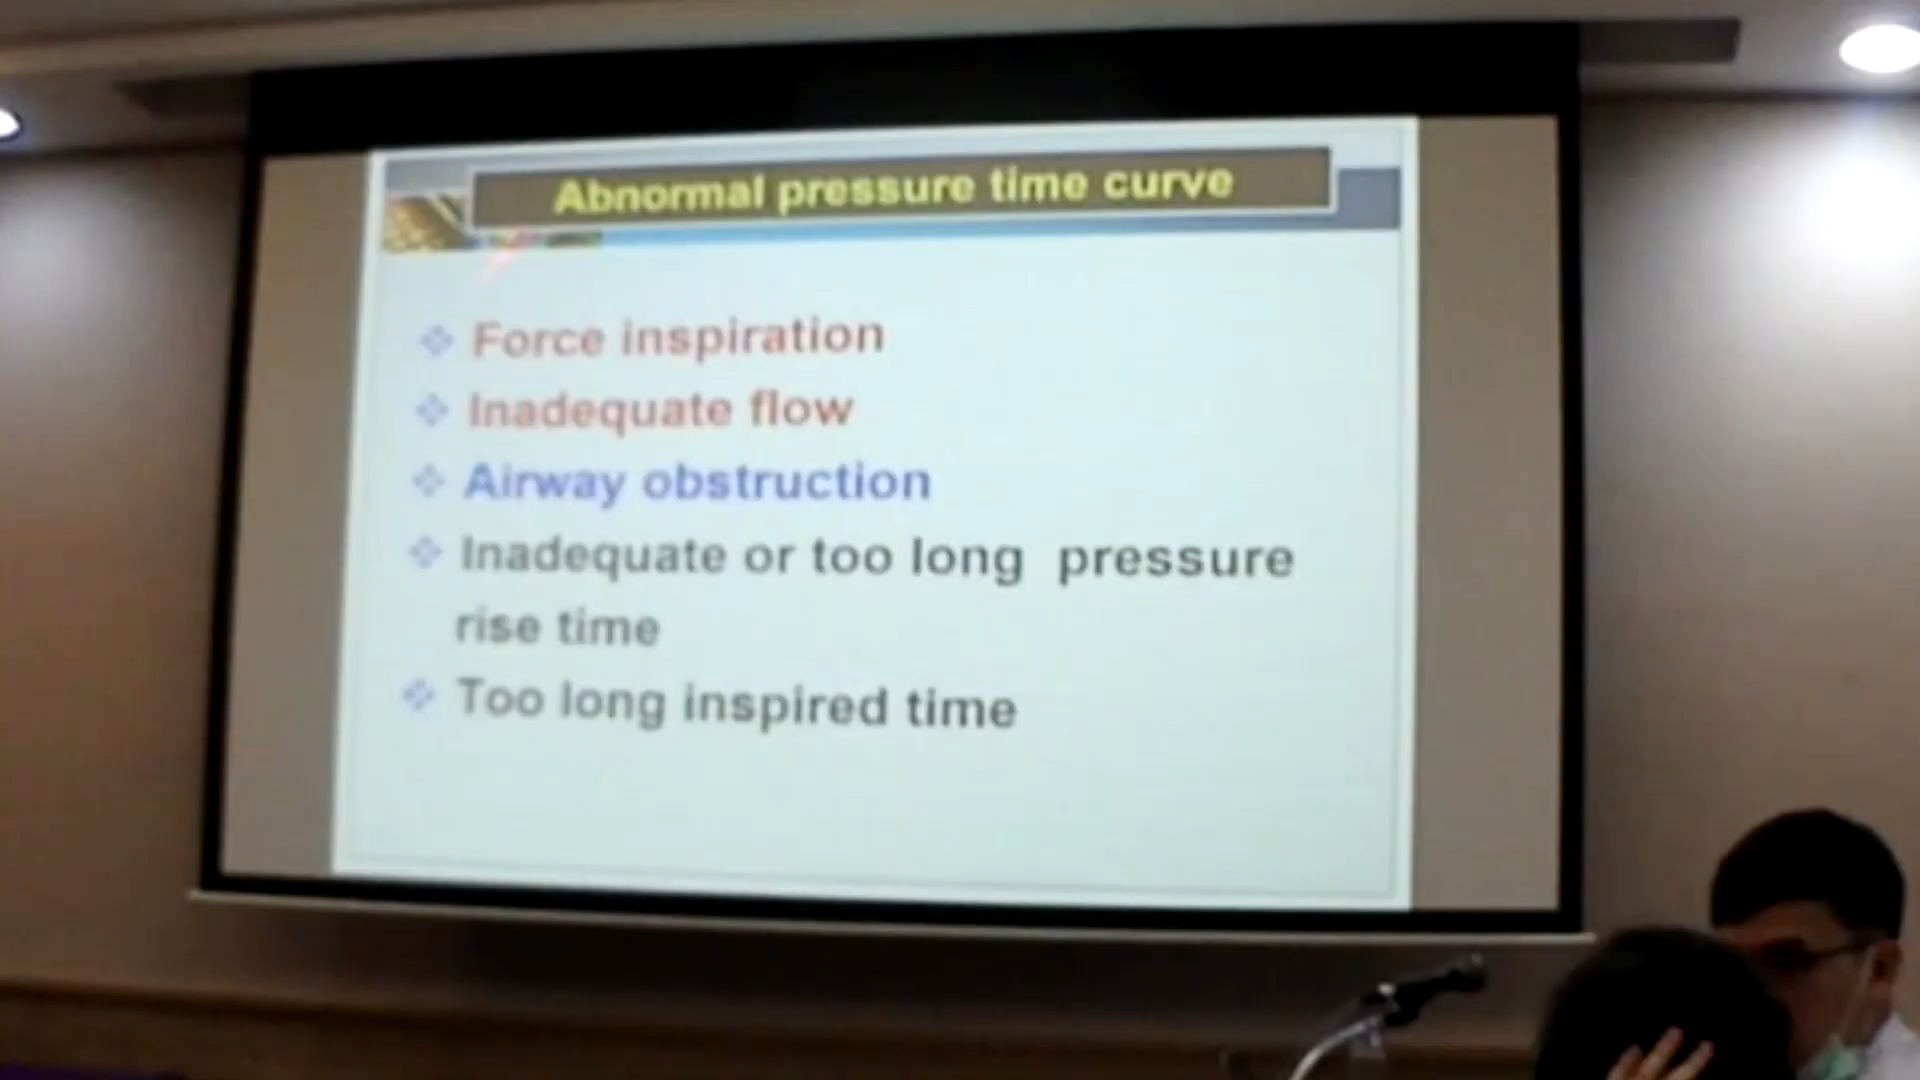 Abnormal pressure time curve
Force inspiration
Inadequate flow
Airway obstruction
Inadequate or too long pressure
rise time
Too long inspired time